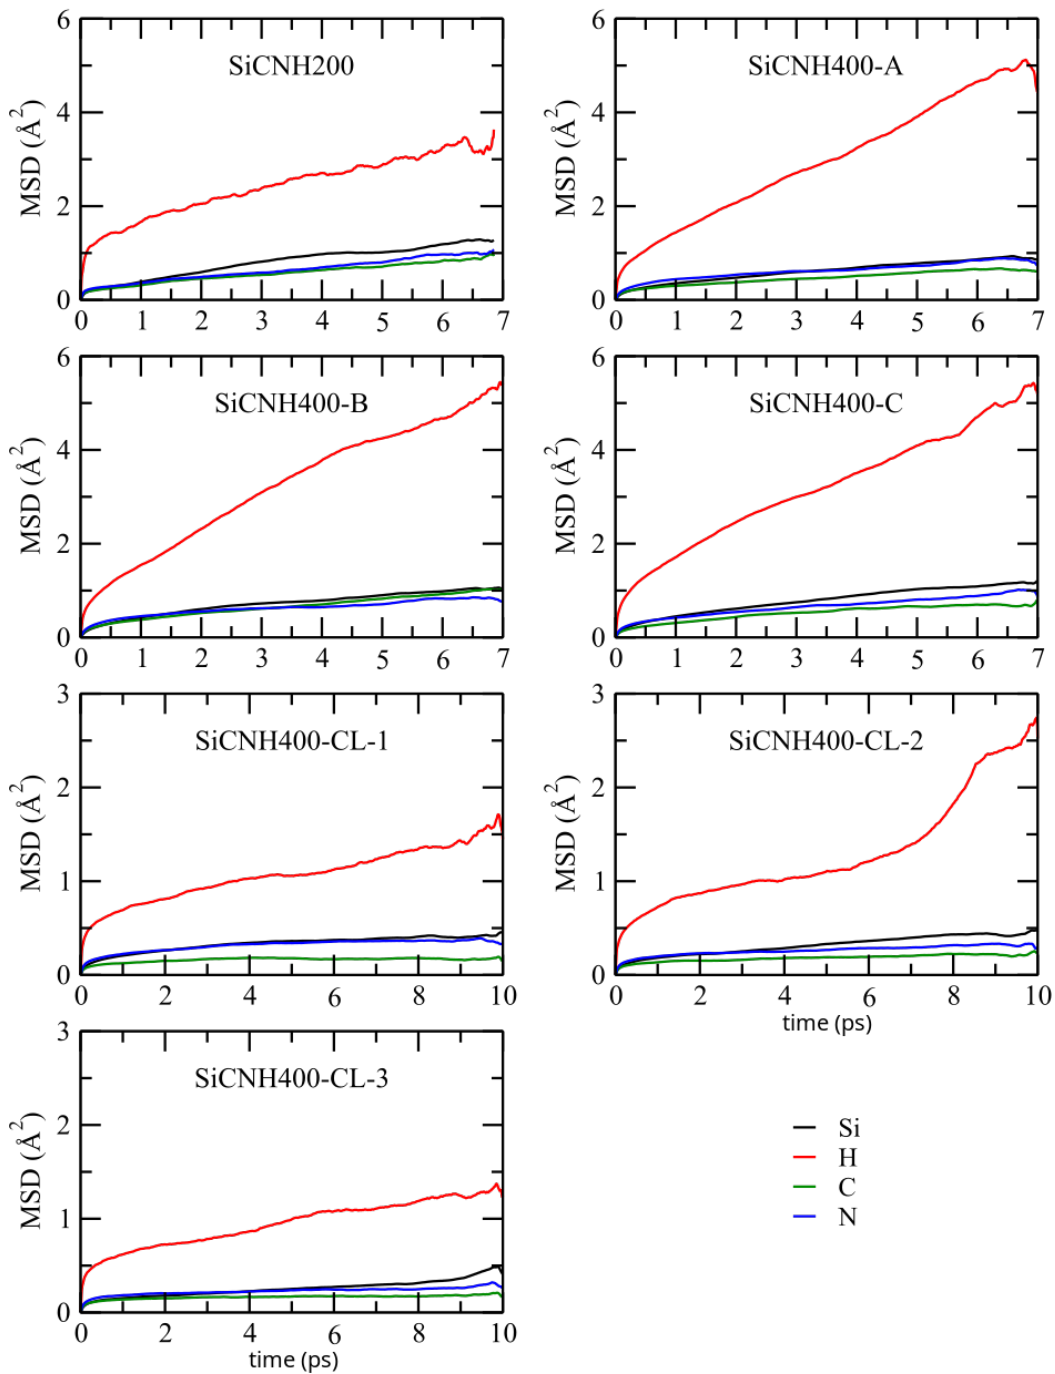 SiCNH200
MSD (Å²)
6
4
2
0
0 1 2 3 4 5 6 7
SiCNH400-A
MSD (Å²)
6
4
2
0
0 1 2 3 4 5 6 7
SiCNH400-B
MSD (Å²)
6
4
2
0
0 1 2 3 4 5 6 7
SiCNH400-C
MSD (Å²)
6
4
2
0
0 1 2 3 4 5 6 7
SiCNH400-CL-1
MSD (Å²)
3
2
1
0
0 2 4 6 8 10
SiCNH400-CL-2
MSD (Å²)
3
2
1
0
0 2 4 6 8 10
time (ps)
SiCNH400-CL-3
MSD (Å²)
3
2
1
0
0 2 4 6 8 10
time (ps)
Si
H
C
N